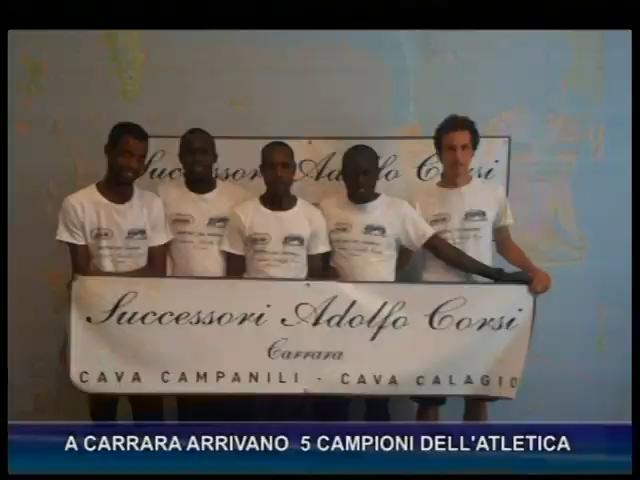 Successori Adolfo Corsi
Successori Adolfo Corsi
Carrara
CAVA CAMPANILI - CAVA CALAGIO
A CARRARA ARRIVANO 5 CAMPIONI DELL'ATLETICA